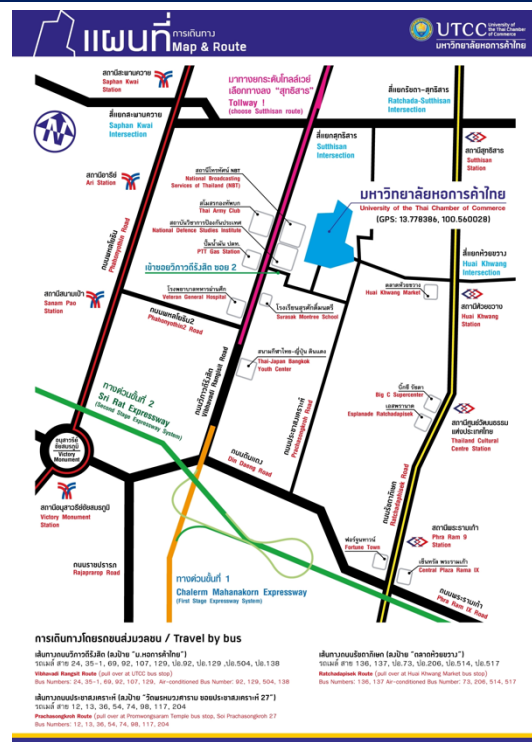 แผนที่ การเดินทาง
Map & Route
UTCC University of the Thai Chamber of Commerce
มหาวิทยาลัยหอการค้าไทย
สถานีสะพานควาย
Saphan Kwai
Station
มาทางยกระดับโทลล์เวย์
เลือกทางลง "สุทธิสาร"
Tollway !
(choose Sutthisan route)
สี่แยกรัชดา-สุทธิสาร
Ratchada-Sutthisan
Intersection
สี่แยกสะพานควาย
Saphan Kwai
Intersection
สี่แยกสุทธิสาร
Sutthisan
Intersection
สถานีสุทธิสาร
Sutthisan
Station
สถานีอารีย์
Ari Station
สถานีโทรทัศน์ NBT
National Broadcasting
Services of Thailand (NBT)
สโมสรกองทัพบก
Thai Army Club
สถาบันวิชาการป้องกันประเทศ
National Defence Studies Institute
ปั๊มน้ำมัน ปตท.
PTT Gas Station
มหาวิทยาลัยหอการค้าไทย
University of the Thai Chamber of Commerce
(GPS: 13.778386, 100.560028)
เข้าซอยวิภาวดีรังสิต ซอย 2
สี่แยกห้วยขวาง
Huai Khwang
Intersection
ถนนพหลโยธิน
Phahonyothin Road
โรงพยาบาลทหารผ่านศึก
Veteran General Hospital
ตลาดห้วยขวาง
Huai Khwang Market
สถานีสนามเป้า
Sanam Pao
Station
โรงเรียนสุรศักดิ์มนตรี
Surasak Montree School
สถานีห้วยขวาง
Huai Khwang
Station
ถนนพหลโยธิน2
Phahonyothin2 Road
ถนนวิภาวดีรังสิต
Vibhavadi Rangsit Road
สนามกีฬาไทย-ญี่ปุ่น ดินแดง
Thai-Japan Bangkok
Youth Center
ทางด่วนขั้นที่ 2
Sri Rat Expressway
(Second Stage Expressway System)
ถนนประชาสงเคราะห์
Prachasongkroh Road
บิ๊กซี รัชดา
Big C Supercenter
เอสพลานาด
Esplanade Ratchadapisek
สถานีศูนย์วัฒนธรรม
แห่งประเทศไทย
Thailand Cultural
Centre Station
อนุสาวรีย์
ชัยสมรภูมิ
Victory
Monument
ถนนดินแดง
Din Daeng Road
ถนนรัชดาภิเษก
Ratchadaphisek Road
สถานีอนุสาวรีย์ชัยสมรภูมิ
Victory Monument
Station
สถานีพระรามเก้า
Phra Ram 9
Station
ฟอร์จูนทาวน์
Fortune Town
เซ็นทรัล พระรามเก้า
Central Plaza Rama IX
ถนนราชปรารภ
Rajaprarop Road
ทางด่วนขั้นที่ 1
Chalerm Mahanakorn Expressway
(First Stage Expressway System)
ถนนพระรามเก้า
Phra Ram IX Road
การเดินทางโดยรถขนส่งมวลชน / Travel by bus
เส้นทางถนนวิภาวดีรังสิต (ลงป้าย "ม.หอการค้าไทย")
รถเมล์ สาย 24, 35-1, 69, 92, 107, 129, ปอ.92, ปอ.129 ,ปอ.504, ปอ.138
Vibhavadi Rangsit Route (pull over at UTCC bus stop)
Bus Numbers: 24, 35-1, 69, 92, 107, 129, Air-conditioned Bus Number: 92, 129, 504, 138
เส้นทางถนนรัชดาภิเษก (ลงป้าย "ตลาดห้วยขวาง")
รถเมล์ สาย 136, 137, ปอ.73, ปอ.206, ปอ.514, ปอ.517
Ratchadapisek Route (pull over at Huai Khwang Market bus stop)
Bus Numbers: 136, 137 Air-conditioned Bus Number: 73, 206, 514, 517
เส้นทางถนนประชาสงเคราะห์ (ลงป้าย "วัดพรหมวงศาราม ซอยประชาสงเคราะห์ 27")
รถเมล์ สาย 12, 13, 36, 54, 74, 98, 117, 204
Prachasongkroh Route (pull over at Promwongsaram Temple bus stop, Soi Prachasongkroh 27)
Bus Numbers: 12, 13, 36, 54, 74, 98, 117, 204